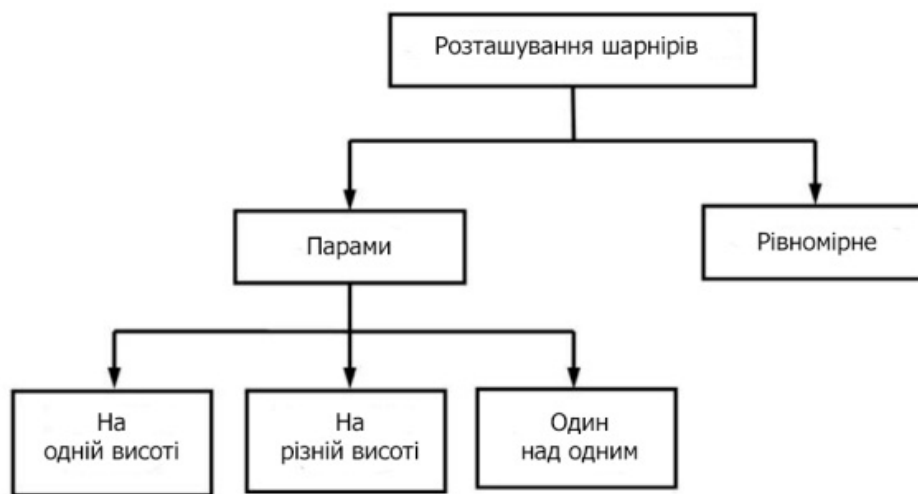 Розташування шарнірів
Парами
Рівномірне
На
одній висоті
На
різній висоті
Один
над одним